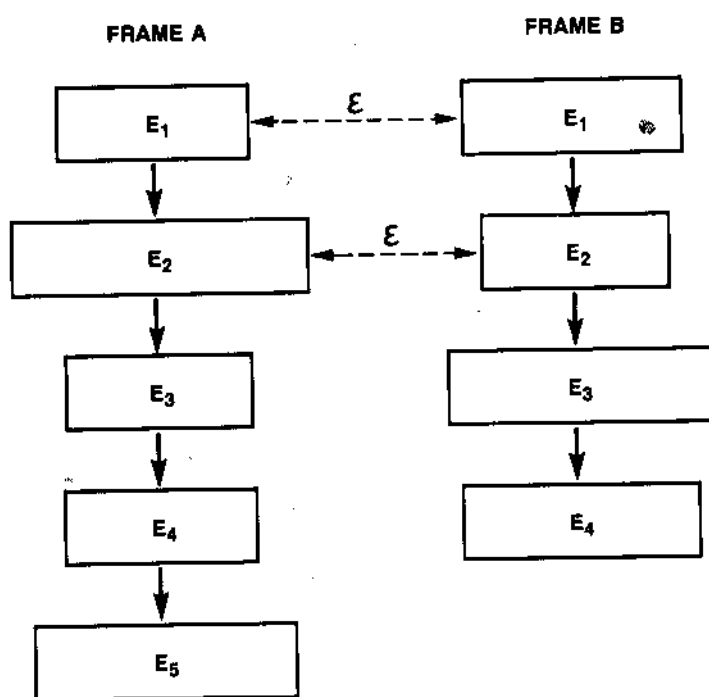 FRAME A FRAME B
E₁ ε E₁
E₂ ε E₂
E₃ E₃
E₄ E₄
E₅